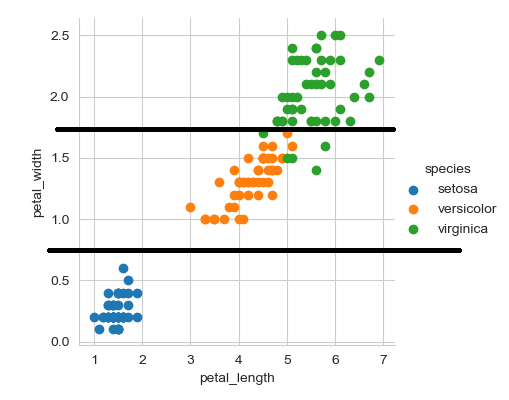 2.5
2.0
1.5
1.0
0.5
0.0
petal_width
1 2 3 4 5 6 7
petal_length
species
setosa
versicolor
virginica